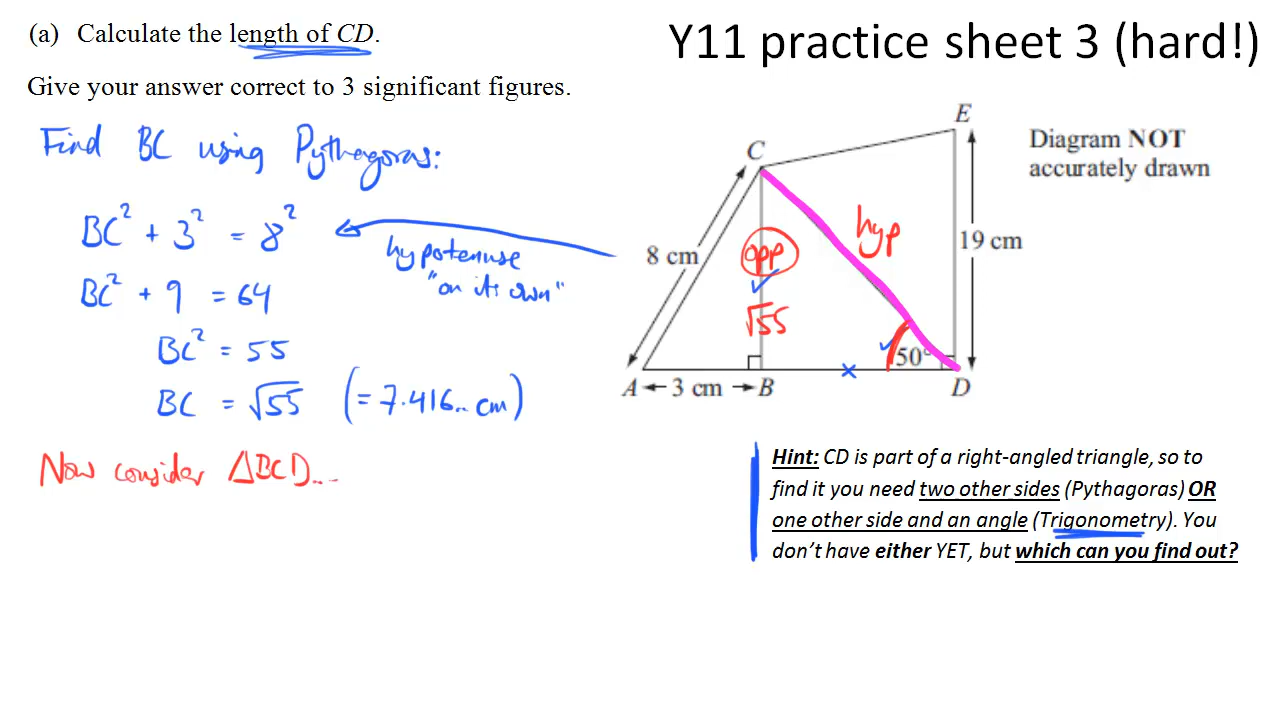 (a) Calculate the length of CD.
Y11 practice sheet 3 (hard!)
Give your answer correct to 3 significant figures.
Find BC using Pythagoras:
BC² + 3² = 8²
hypotenuse
"on its own"
BC² + 9 = 64
BC² = 55
BC = √55 (= 7.416.. cm)
Now consider △BCD...
E
C
Diagram NOT
accurately drawn
hyp
8 cm
opp
19 cm
√55
50°
A 3 cm B D
Hint: CD is part of a right-angled triangle, so to
find it you need two other sides (Pythagoras) OR
one other side and an angle (Trigonometry). You
don't have either YET, but which can you find out?